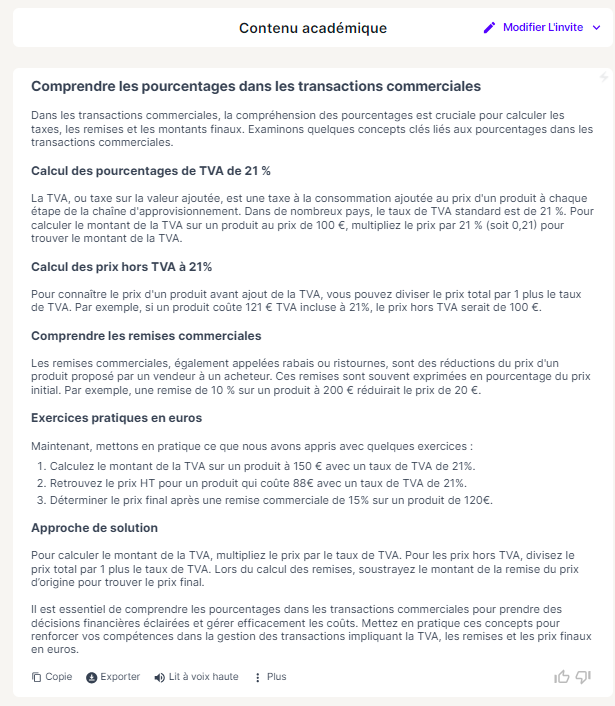 Contenu académique
Modifier L'invite
Comprendre les pourcentages dans les transactions commerciales
Dans les transactions commerciales, la compréhension des pourcentages est cruciale pour calculer les
taxes, les remises et les montants finaux. Examinons quelques concepts clés liés aux pourcentages dans les
transactions commerciales.
Calcul des pourcentages de TVA de 21 %
La TVA, ou taxe sur la valeur ajoutée, est une taxe à la consommation ajoutée au prix d'un produit à chaque
étape de la chaîne d'approvisionnement. Dans de nombreux pays, le taux de TVA standard est de 21 %. Pour
calculer le montant de la TVA sur un produit au prix de 100 €, multipliez le prix par 21 % (soit 0,21) pour
trouver le montant de la TVA.
Calcul des prix hors TVA à 21%
Pour connaître le prix d'un produit avant ajout de la TVA, vous pouvez diviser le prix total par 1 plus le taux
de TVA. Par exemple, si un produit coûte 121 € TVA incluse à 21%, le prix hors TVA serait de 100 €.
Comprendre les remises commerciales
Les remises commerciales, également appelées rabais ou ristournes, sont des réductions du prix d'un
produit proposé par un vendeur à un acheteur. Ces remises sont souvent exprimées en pourcentage du prix
initial. Par exemple, une remise de 10 % sur un produit à 200 € réduirait le prix de 20 €.
Exercices pratiques en euros
Maintenant, mettons en pratique ce que nous avons appris avec quelques exercices :
1. Calculez le montant de la TVA sur un produit à 150 € avec un taux de TVA de 21%.
2. Retrouvez le prix HT pour un produit qui coûte 88€ avec un taux de TVA de 21%.
3. Déterminer le prix final après une remise commerciale de 15% sur un produit de 120€.
Approche de solution
Pour calculer le montant de la TVA, multipliez le prix par le taux de TVA. Pour les prix hors TVA, divisez le
prix total par 1 plus le taux de TVA. Lors du calcul des remises, soustrayez le montant de la remise du prix
d'origine pour trouver le prix final.
Il est essentiel de comprendre les pourcentages dans les transactions commerciales pour prendre des
décisions financières éclairées et gérer efficacement les coûts. Mettez en pratique ces concepts pour
renforcer vos compétences dans la gestion des transactions impliquant la TVA, les remises et les prix finaux
en euros.
Copie
Exporter
Lit à voix haute
Plus